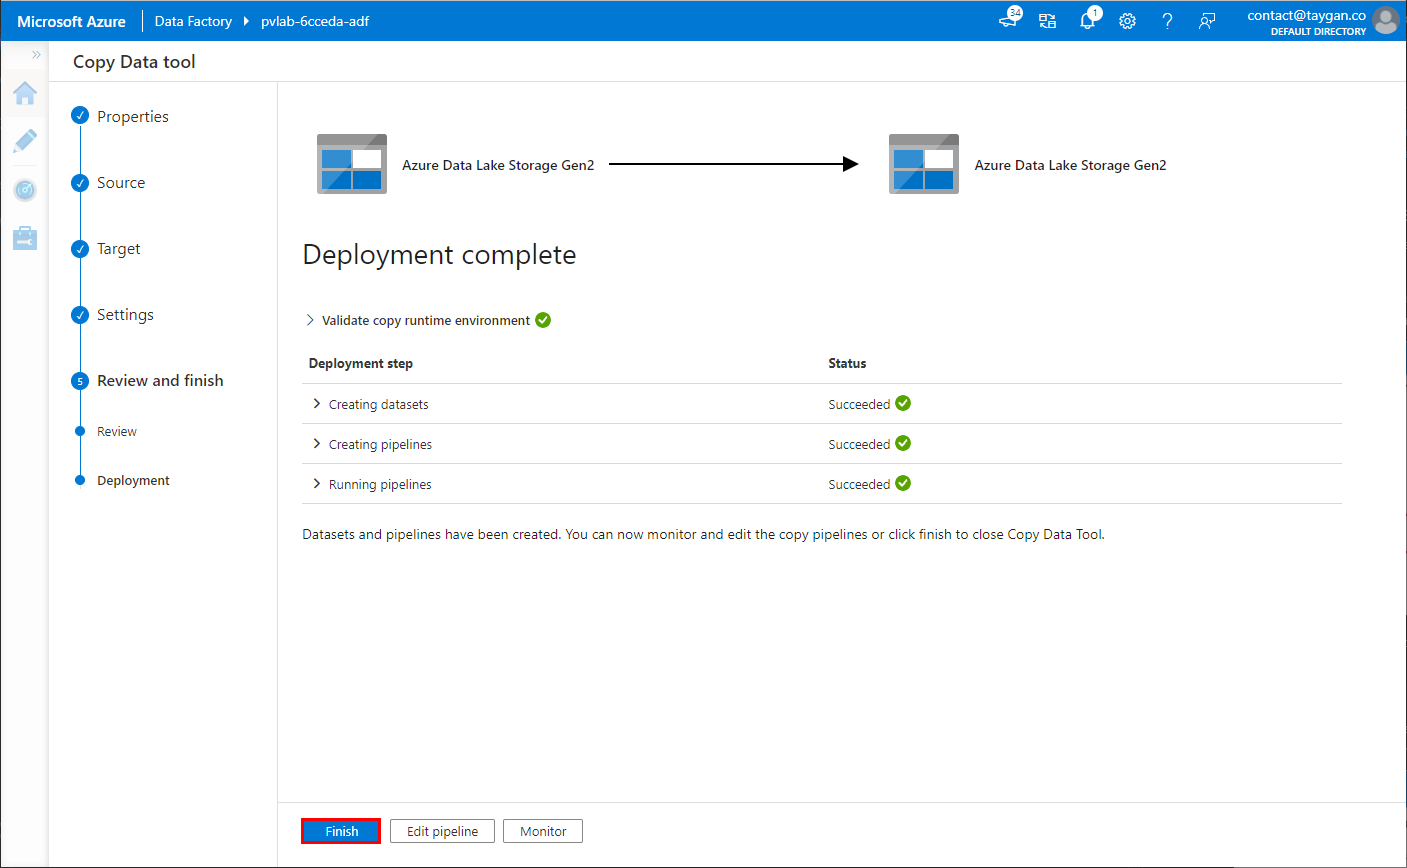 Microsoft Azure Data Factory pvlab-6cceda-adf 34 1 contact@taygan.co
DEFAULT DIRECTORY
Copy Data tool
Properties
Source
Target
Settings
5 Review and finish
Review
Deployment
Azure Data Lake Storage Gen2 Azure Data Lake Storage Gen2
Deployment complete
Validate copy runtime environment
Deployment step Status
Creating datasets Succeeded
Creating pipelines Succeeded
Running pipelines Succeeded
Datasets and pipelines have been created. You can now monitor and edit the copy pipelines or click finish to close Copy Data Tool.
Finish Edit pipeline Monitor